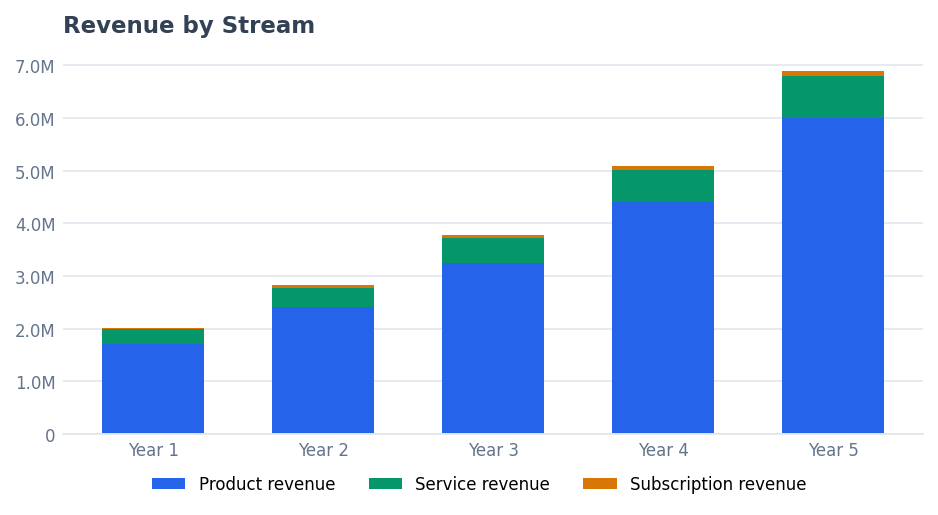 Revenue by Stream
7.0M
6.0M
5.0M
4.0M
3.0M
2.0M
1.0M
0
Year 1 Year 2 Year 3 Year 4 Year 5
Product revenue Service revenue Subscription revenue